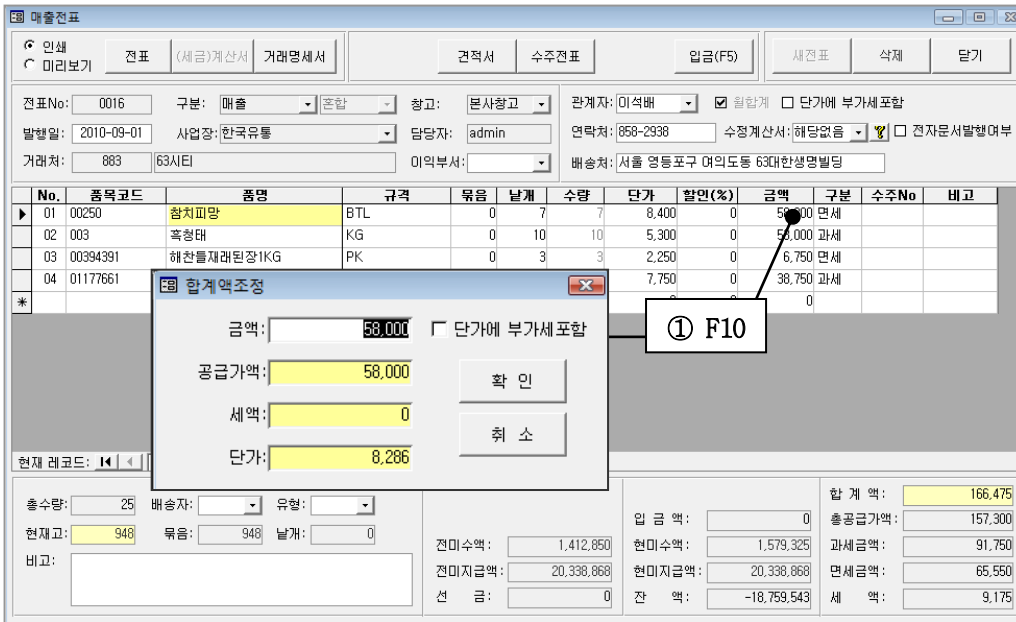 매출전표
인쇄
미리보기
전표 (세금)계산서 거래명세서 견적서 수주전표 입금(F5) 새전표 삭제 닫기
전표No: 0016 구분: 매출 혼합 창고: 본사창고 관계자: 이석배 월합계 단가에 부가세포함
발행일: 2010-09-01 사업장: 한국유통 담당자: admin 연락처: 858-2938 수정계산서: 해당없음 전자문서발행여부
거래처: 883 63시티 이익부서: 배송처: 서울 영등포구 여의도동 63대한생명빌딩
No. 품목코드 품명 규격 묶음 낱개 수량 단가 할인(%) 금액 구분 수주No 비고
01 00250 참치피망 BTL 0 7 7 8,400 0 면세
02 003 흑청태 KG 0 10 10 5,300 0 53,000 과세
03 00394391 해찬들재래된장1KG PK 0 3 3 2,250 0 6,750 면세
04 01177661 7,750 0 38,750 과세
0
합계액조정
금액: 58,000 단가에 부가세포함
공급가액: 58,000
확 인
세액: 0
취 소
단가: 8,286
① F10
현재 레코드:
총수량: 25 배송자: 유형: 합 계 액: 166,475
현재고: 948 묶음: 948 낱개: 0 입 금 액: 0 총공급가액: 157,300
비고: 전미수액: 1,412,850 현미수액: 1,579,325 과세금액: 91,750
전미지급액: 20,338,868 현미지급액: 20,338,868 면세금액: 65,550
선 금: 0 잔 액: -18,759,543 세 액: 9,175